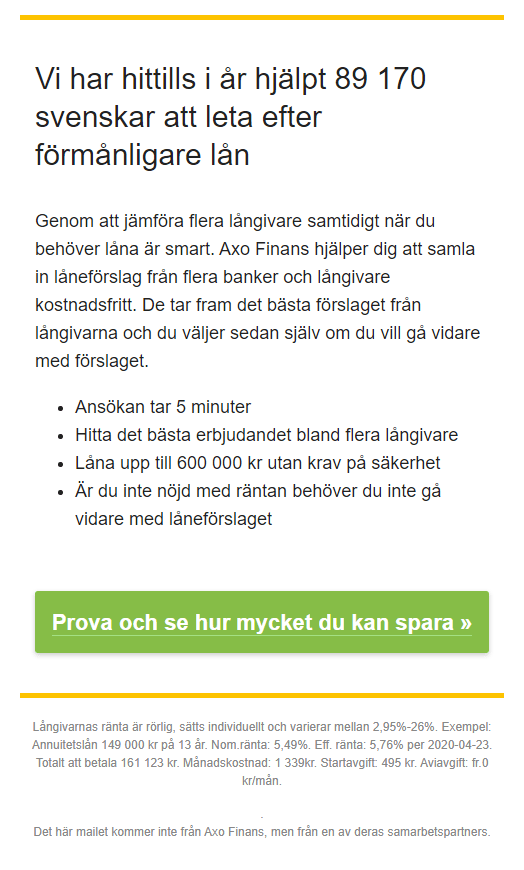 Vi har hittills i år hjälpt 89 170
svenskar att leta efter
förmånligare lån
Genom att jämföra flera långivare samtidigt när du
behöver låna är smart. Axo Finans hjälper dig att samla
in låneförslag från flera banker och långivare
kostnadsfritt. De tar fram det bästa förslaget från
långivarna och du väljer sedan själv om du vill gå vidare
med förslaget.
• Ansökan tar 5 minuter
• Hitta det bästa erbjudandet bland flera långivare
• Låna upp till 600 000 kr utan krav på säkerhet
• Är du inte nöjd med räntan behöver du inte gå
vidare med låneförslaget
Prova och se hur mycket du kan spara »
Långivarnas ränta är rörlig, sätts individuellt och varierar mellan 2,95%-26%. Exempel:
Annuitetslån 149 000 kr på 13 år. Nom.ränta: 5,49%. Eff. ränta: 5,76% per 2020-04-23.
Totalt att betala 161 123 kr. Månadskostnad: 1 339kr. Startavgift: 495 kr. Aviavgift: fr.0
kr/mån.
.
Det här mailet kommer inte från Axo Finans, men från en av deras samarbetspartners.